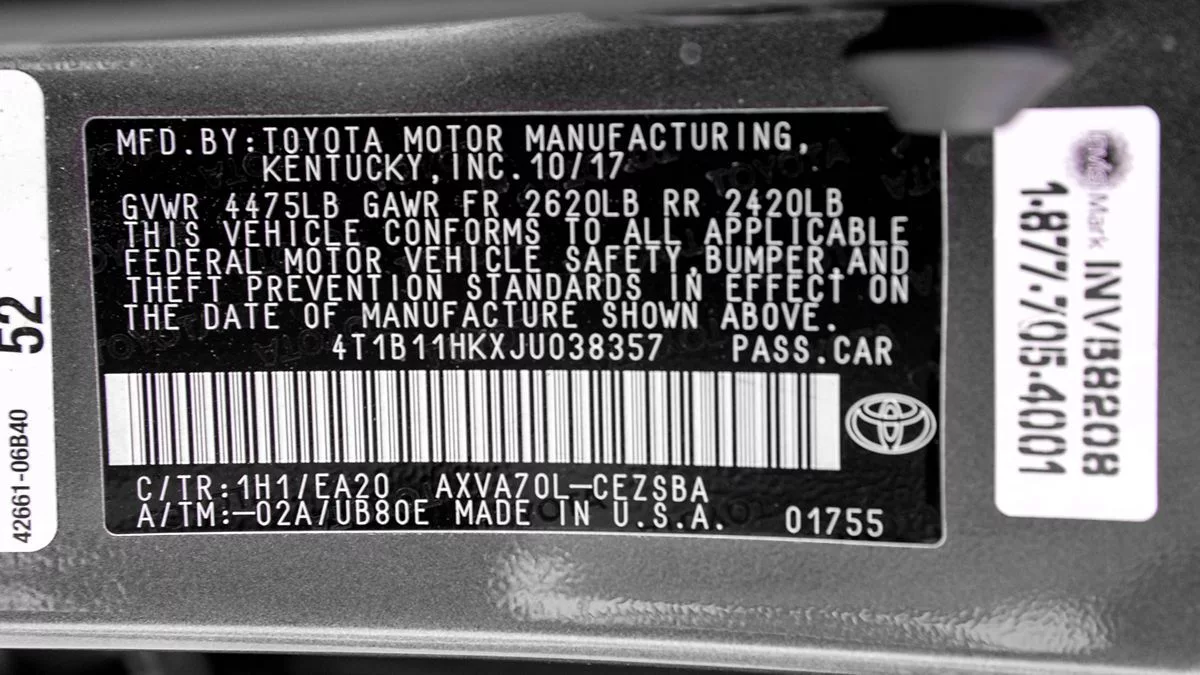 MFD.BY:TOYOTA MOTOR MANUFACTURING,
KENTUCKY,INC.10/17
GVWR 4475LB GAWR FR 2620LB RR 2420LB
THIS VEHICLE CONFORMS TO ALL APPLICABLE
FEDERAL MOTOR VEHICLE SAFETY,BUMPER,AND
THEFT PREVENTION STANDARDS IN EFFECT ON
THE DATE OF MANUFACTURE SHOWN ABOVE.
4T1B11HKXJU038357 PASS.CAR
C/TR:1H1/EA20 AXVA70L-CEZSBA
A/TM:-02A/UB80E MADE IN U.S.A. 01755
52
42661-06B40
Mark INV88208
1.877.705.4001